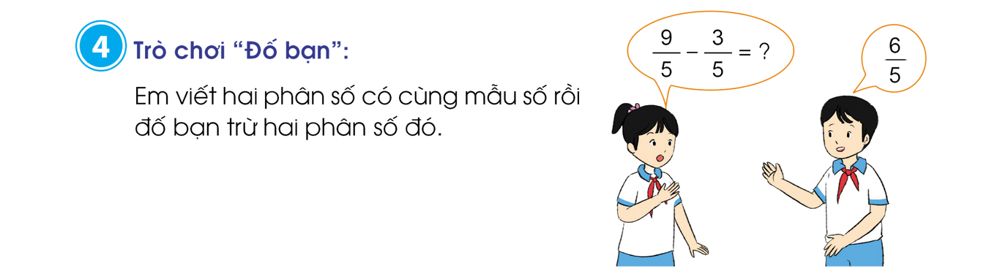 4 Trò chơi “Đố bạn”:
Em viết hai phân số có cùng mẫu số rồi
đố bạn trừ hai phân số đó.
9/5 – 3/5 = ?
6/5